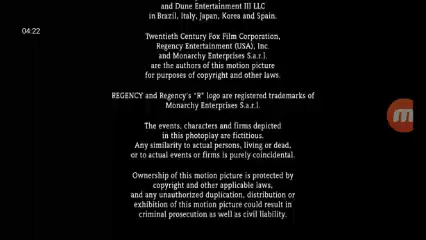 and Dune Entertainment III LLC
in Brazil, Italy, Japan, Korea and Spain.
04:22
Twentieth Century Fox Film Corporation,
Regency Entertainment (USA), Inc.
and Monarchy Enterprises S.a.r.l.
are the authors of this motion picture
for purposes of copyright and other laws.
REGENCY and Regency's "R" logo are registered trademarks of
Monarchy Enterprises S.a.r.l.
The events, characters and firms depicted
in this photoplay are fictitious.
Any similarity to actual persons, living or dead,
or to actual events or firms is purely coincidental.
Ownership of this motion picture is protected by
copyright and other applicable laws,
and any unauthorized duplication, distribution or
exhibition of this motion picture could result in
criminal prosecution as well as civil liability.